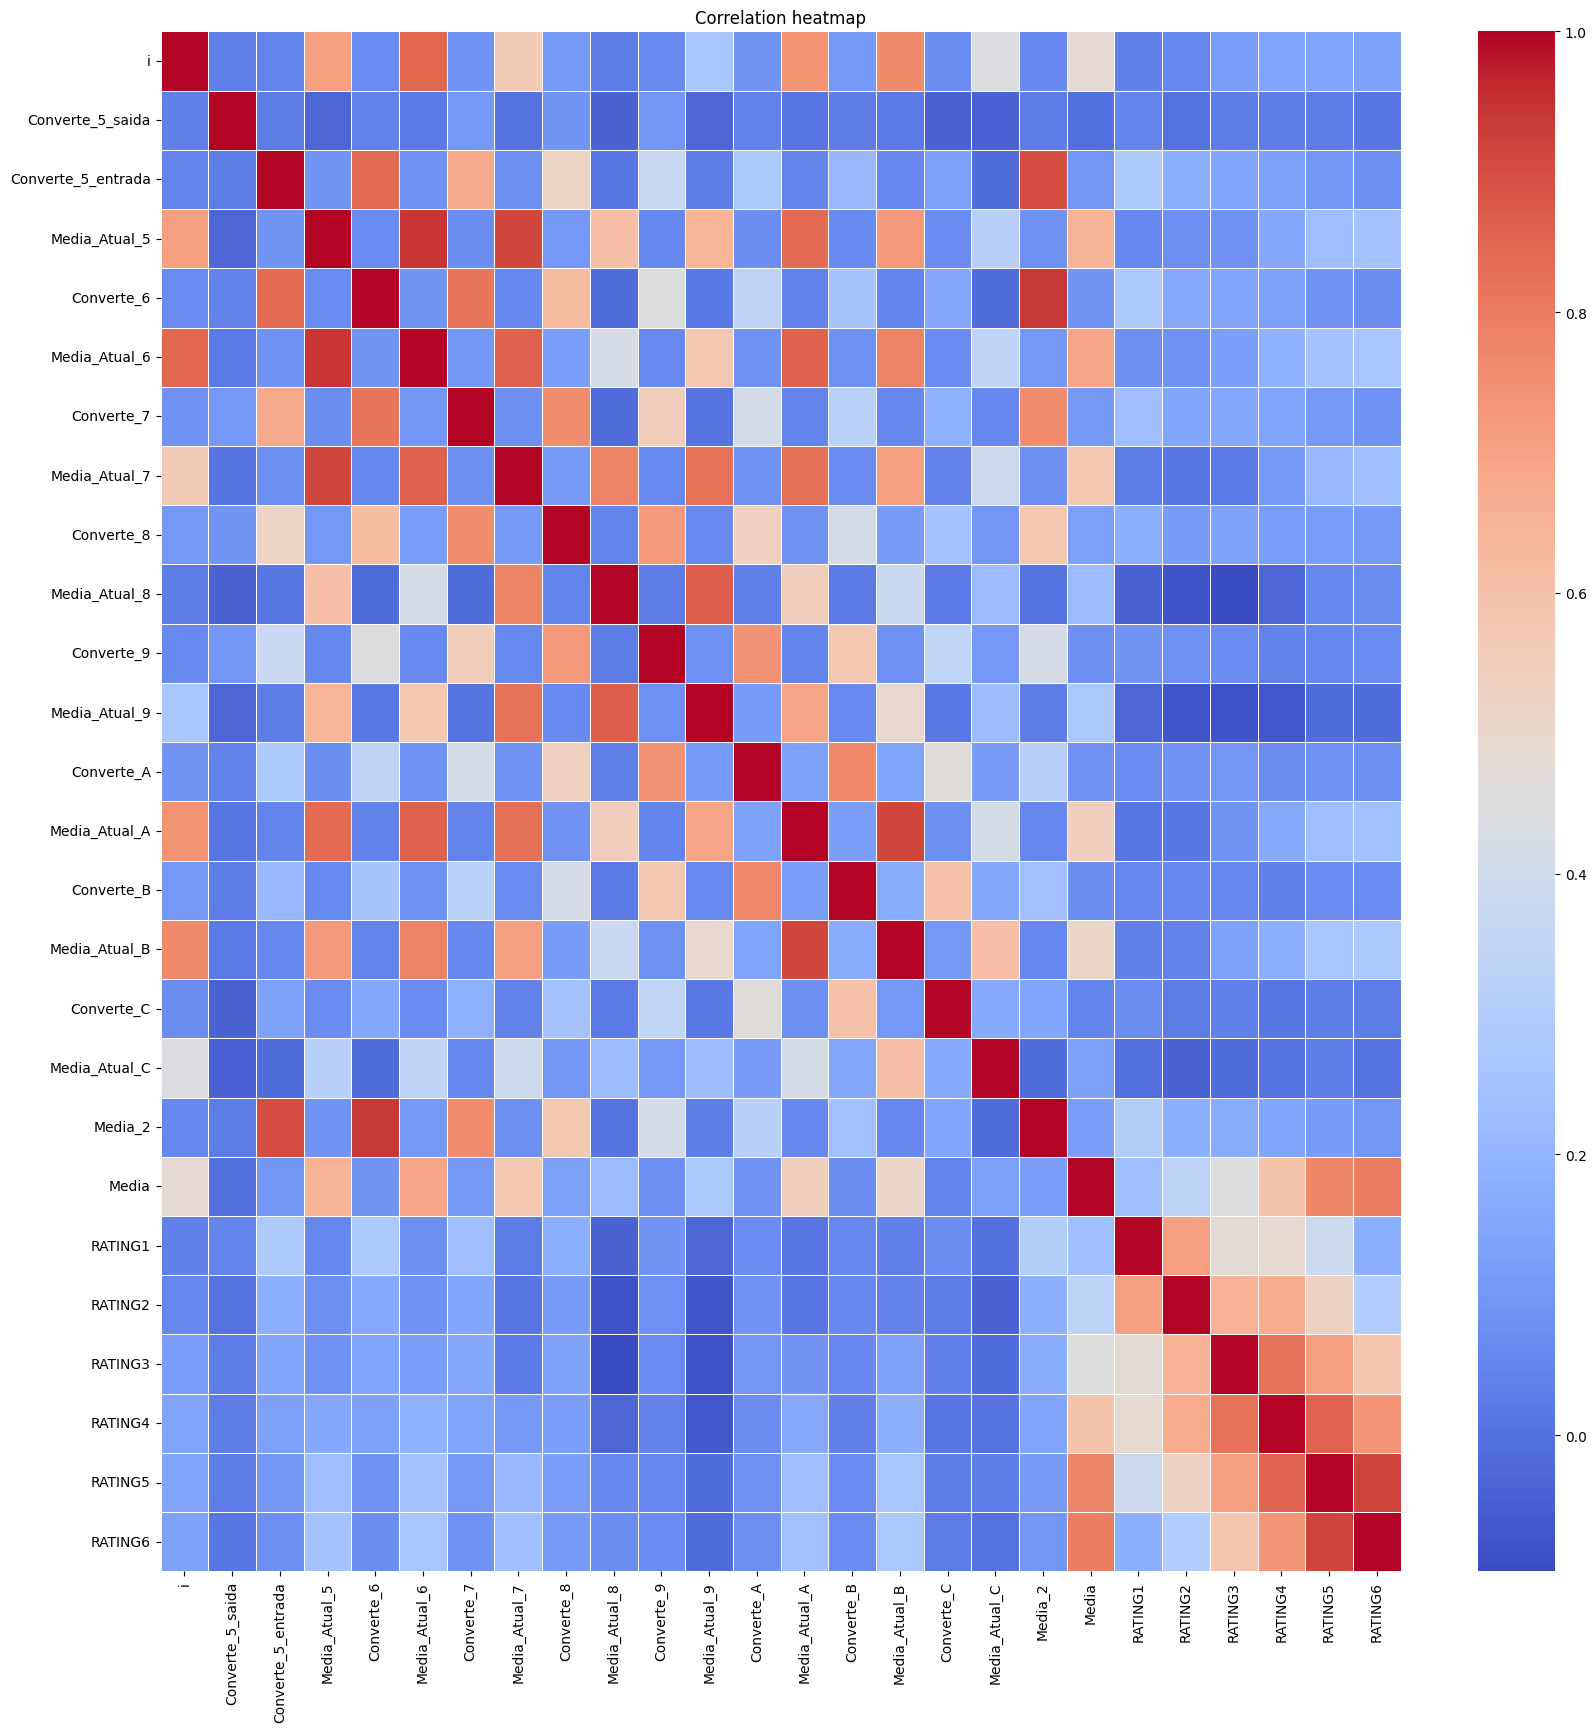 Correlation heatmap
i
Converte_5_saida
Converte_5_entrada
Media_Atual_5
Converte_6
Media_Atual_6
Converte_7
Media_Atual_7
Converte_8
Media_Atual_8
Converte_9
Media_Atual_9
Converte_A
Media_Atual_A
Converte_B
Media_Atual_B
Converte_C
Media_Atual_C
Media_2
Media
RATING1
RATING2
RATING3
RATING4
RATING5
RATING6
i
Converte_5_saida
Converte_5_entrada
Media_Atual_5
Converte_6
Media_Atual_6
Converte_7
Media_Atual_7
Converte_8
Media_Atual_8
Converte_9
Media_Atual_9
Converte_A
Media_Atual_A
Converte_B
Media_Atual_B
Converte_C
Media_Atual_C
Media_2
Media
RATING1
RATING2
RATING3
RATING4
RATING5
RATING6
1.0
0.8
0.6
0.4
0.2
0.0